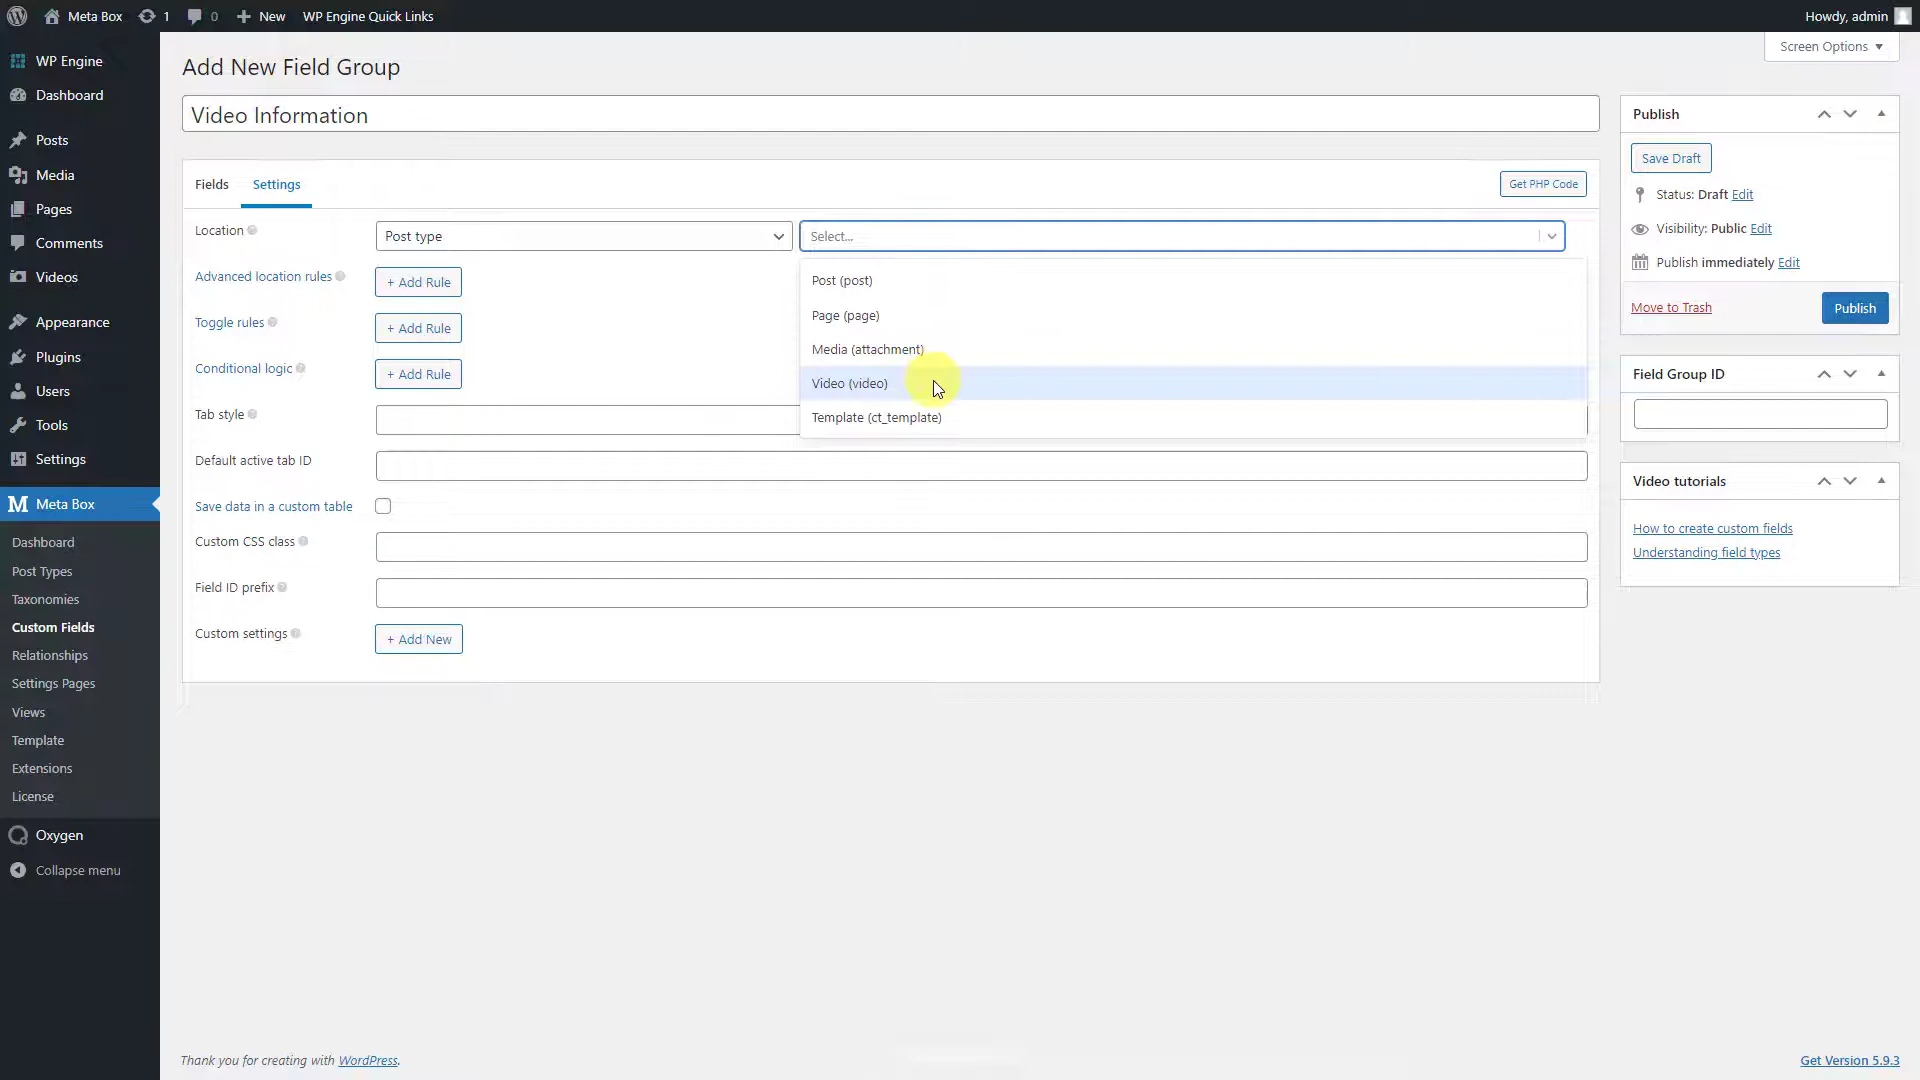 Meta Box
1
0
New
WP Engine Quick Links
Howdy, admin
Screen Options
WP Engine
Dashboard
Posts
Media
Pages
Comments
Videos
Appearance
Plugins
Users
Tools
Settings
Meta Box
Dashboard
Post Types
Taxonomies
Custom Fields
Relationships
Settings Pages
Views
Template
Extensions
License
Oxygen
Collapse menu
Add New Field Group
Video Information
Fields
Settings
Get PHP Code
Location
Post type
Select...
Post (post)
Page (page)
Media (attachment)
Video (video)
Template (ct_template)
Advanced location rules
+ Add Rule
Toggle rules
+ Add Rule
Conditional logic
+ Add Rule
Tab style
Default active tab ID
Save data in a custom table
Custom CSS class
Field ID prefix
Custom settings
+ Add New
Publish
Save Draft
Status: Draft Edit
Visibility: Public Edit
Publish immediately Edit
Move to Trash
Publish
Field Group ID
Video tutorials
How to create custom fields
Understanding field types
Thank you for creating with WordPress.
Get Version 5.9.3